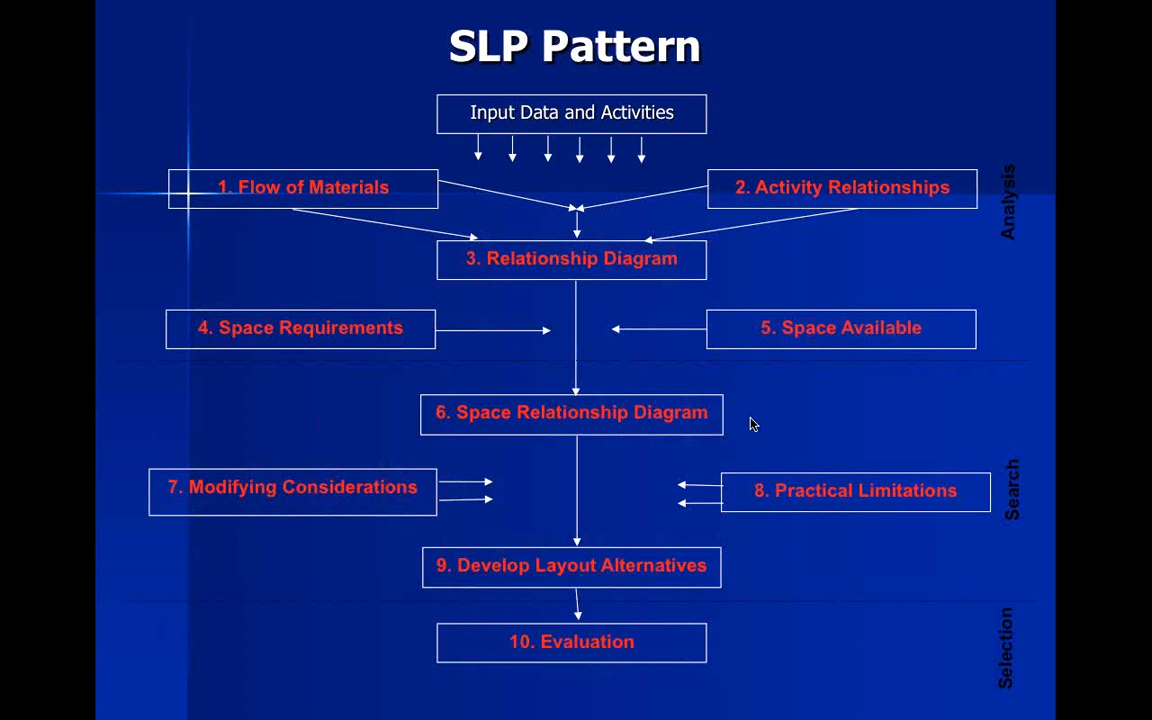 SLP Pattern
Input Data and Activities
1. Flow of Materials
2. Activity Relationships
Analysis
3. Relationship Diagram
4. Space Requirements
5. Space Available
6. Space Relationship Diagram
7. Modifying Considerations
8. Practical Limitations
Search
9. Develop Layout Alternatives
10. Evaluation
Selection